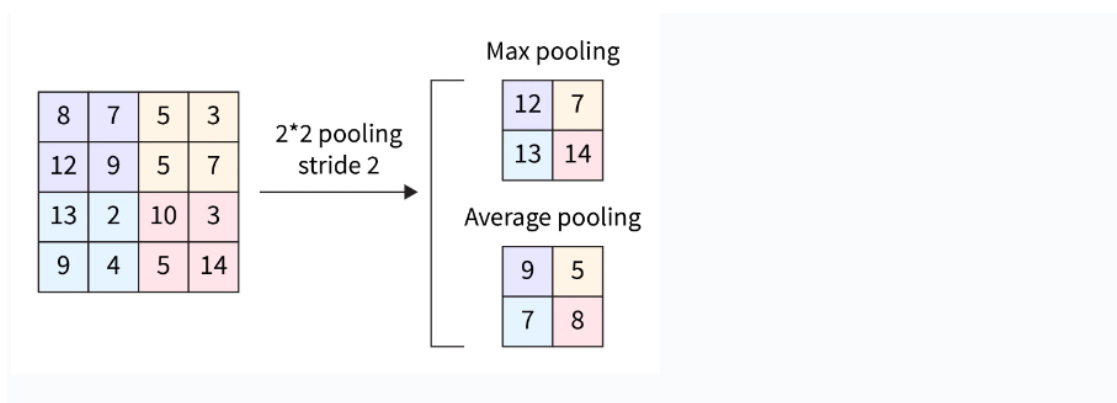 Max pooling
12 7
13 14
8 7 5 3
12 9 5 7
13 2 10 3
9 4 5 14
2*2 pooling
stride 2
Average pooling
9 5
7 8